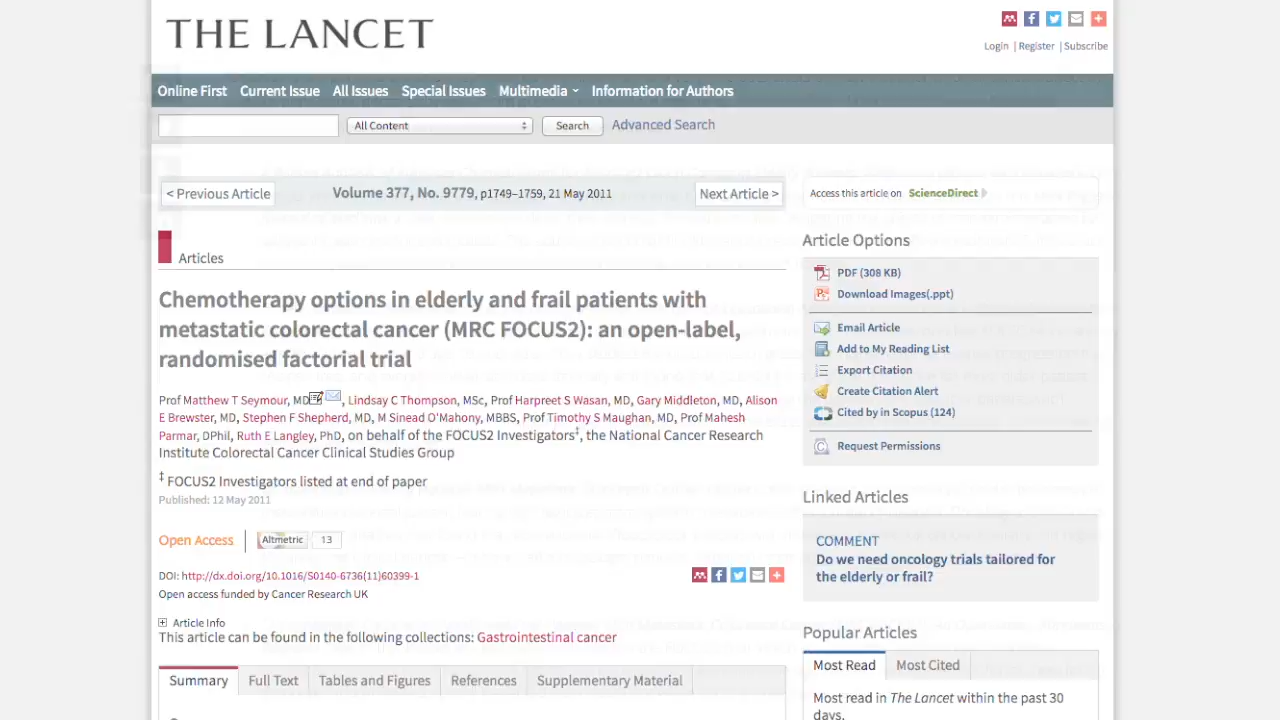 THE LANCET
Login | Register | Subscribe
Online First Current Issue All Issues Special Issues Multimedia Information for Authors
All Content Search Advanced Search
< Previous Article Volume 377, No. 9779, p1749–1759, 21 May 2011 Next Article >
Articles
Chemotherapy options in elderly and frail patients with
metastatic colorectal cancer (MRC FOCUS2): an open-label,
randomised factorial trial
Prof Matthew T Seymour, MD, Lindsay C Thompson, MSc, Prof Harpreet S Wasan, MD, Gary Middleton, MD, Alison
E Brewster, MD, Stephen F Shepherd, MD, M Sinead O'Mahony, MBBS, Prof Timothy S Maughan, MD, Prof Mahesh
Parmar, DPhil, Ruth E Langley, PhD, on behalf of the FOCUS2 Investigators‡, the National Cancer Research
Institute Colorectal Cancer Clinical Studies Group
‡ FOCUS2 Investigators listed at end of paper
Published: 12 May 2011
Open Access Altmetric 13
DOI: http://dx.doi.org/10.1016/S0140-6736(11)60399-1
Open access funded by Cancer Research UK
Article Info
This article can be found in the following collections: Gastrointestinal cancer
Summary Full Text Tables and Figures References Supplementary Material
Access this article on ScienceDirect
Article Options
PDF (308 KB)
Download Images(.ppt)
Email Article
Add to My Reading List
Export Citation
Create Citation Alert
Cited by in Scopus (124)
Request Permissions
Linked Articles
COMMENT
Do we need oncology trials tailored for
the elderly or frail?
Popular Articles
Most Read Most Cited
Most read in The Lancet within the past 30
days.